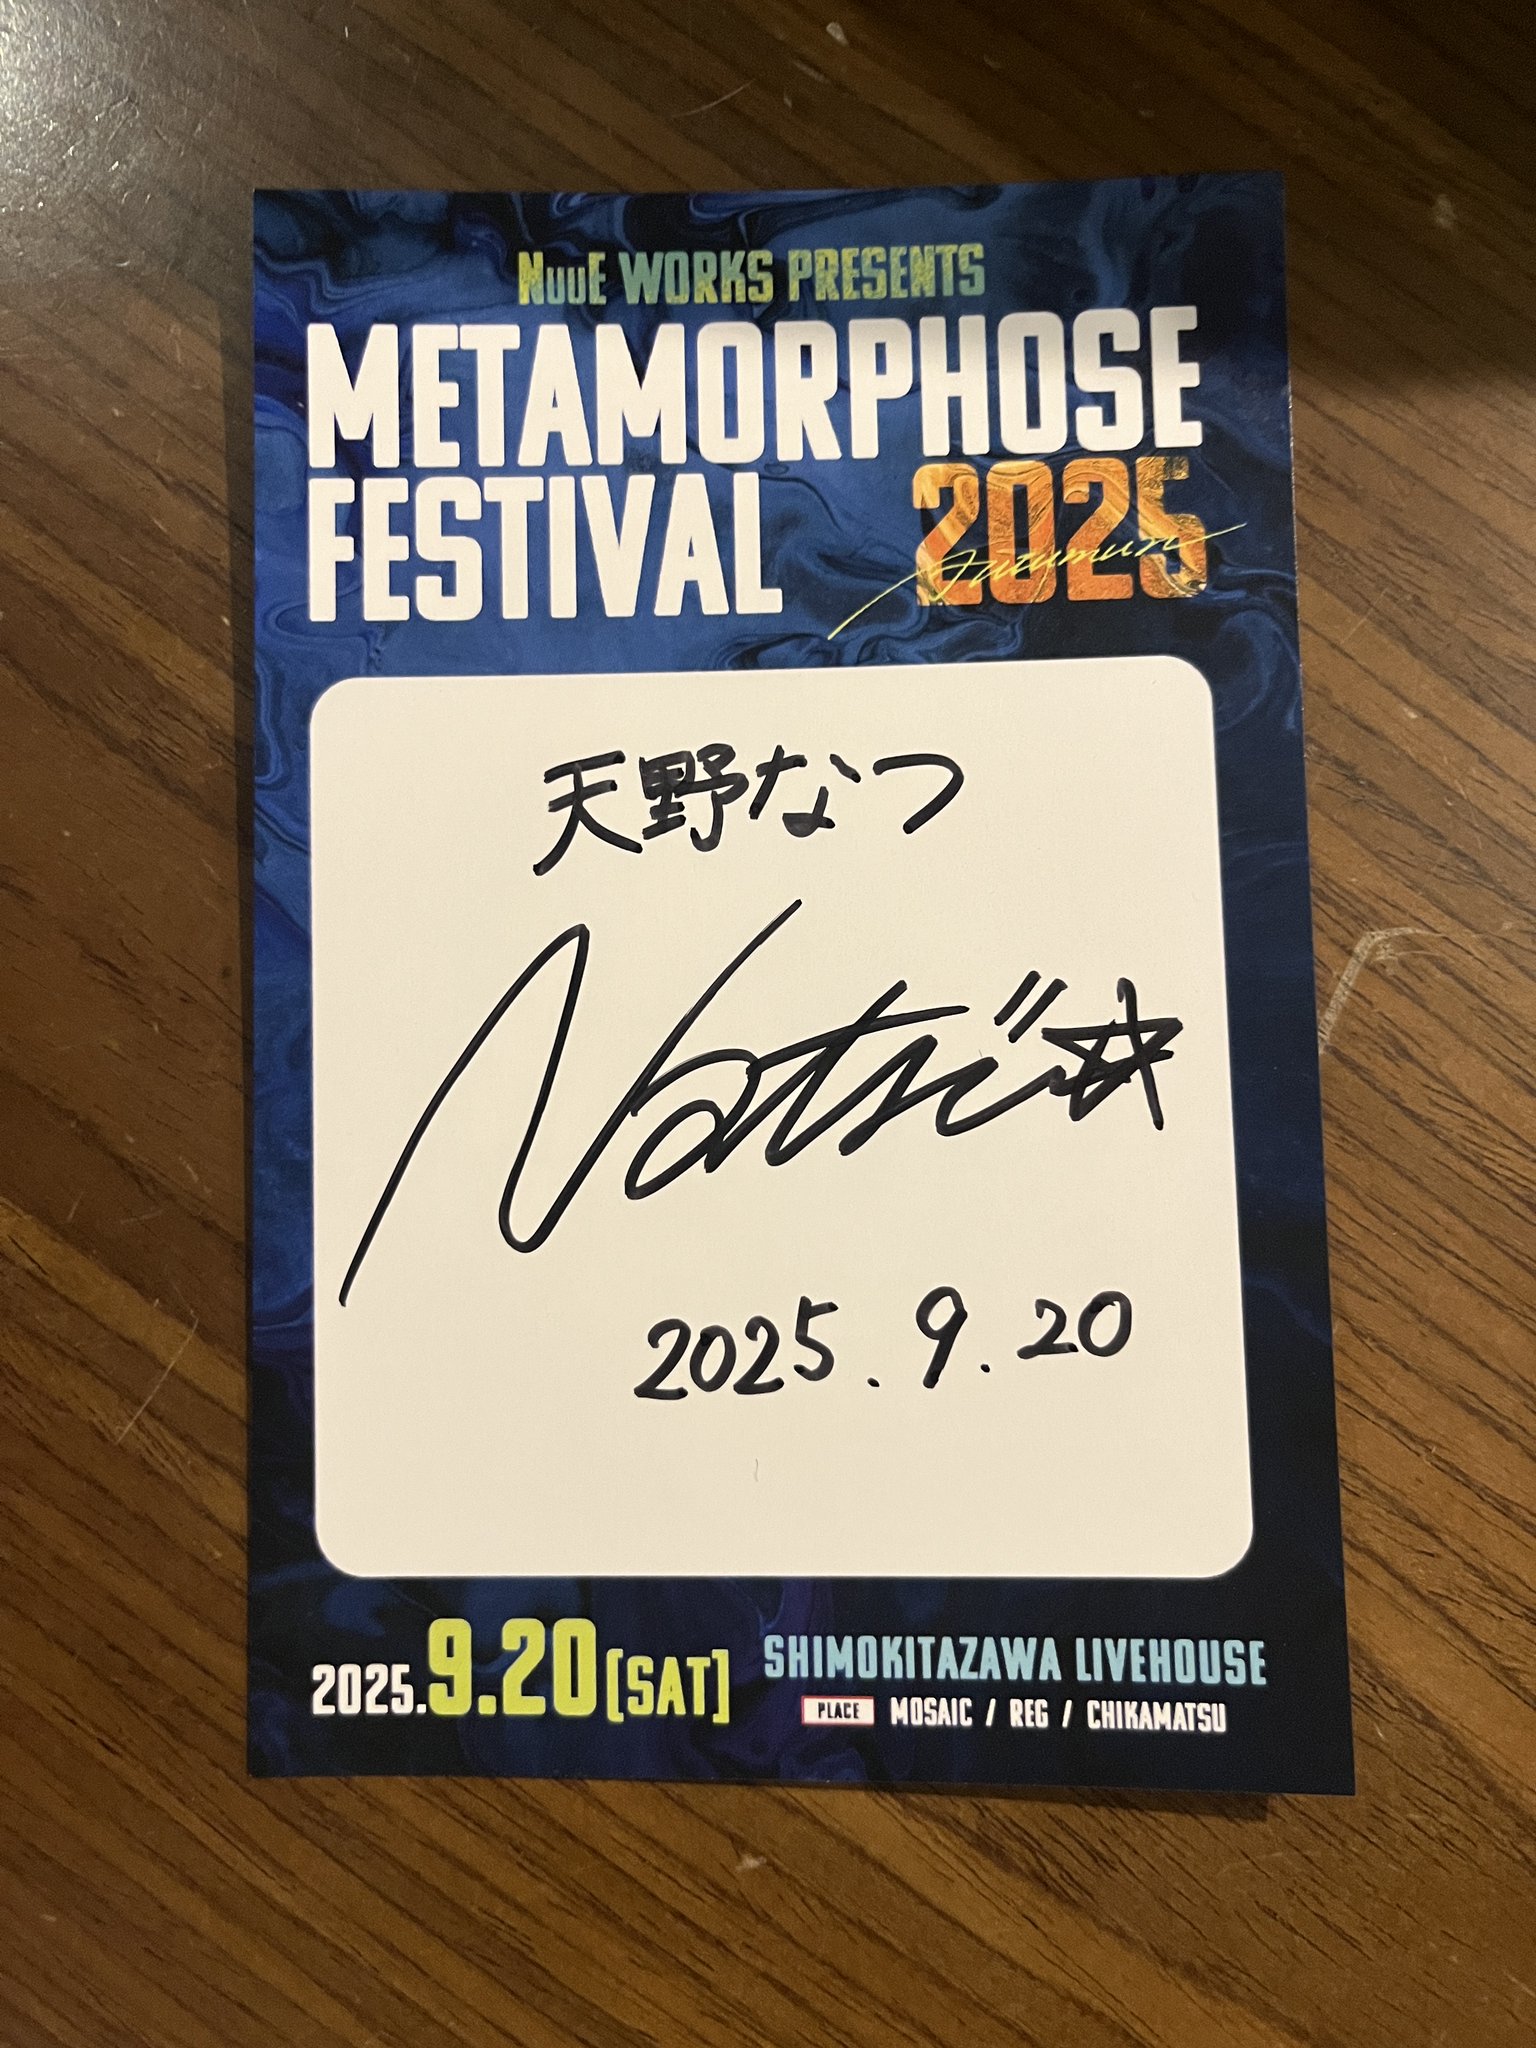 NuuE WORKS PRESENTS
METAMORPHOSE
FESTIVAL 2025
Autumun
天野なつ
Natsu
2025.9.20
2025.9.20[SAT]
SHIMOKITAZAWA LIVEHOUSE
PLACE MOSAIC / REG / CHIKAMATSU